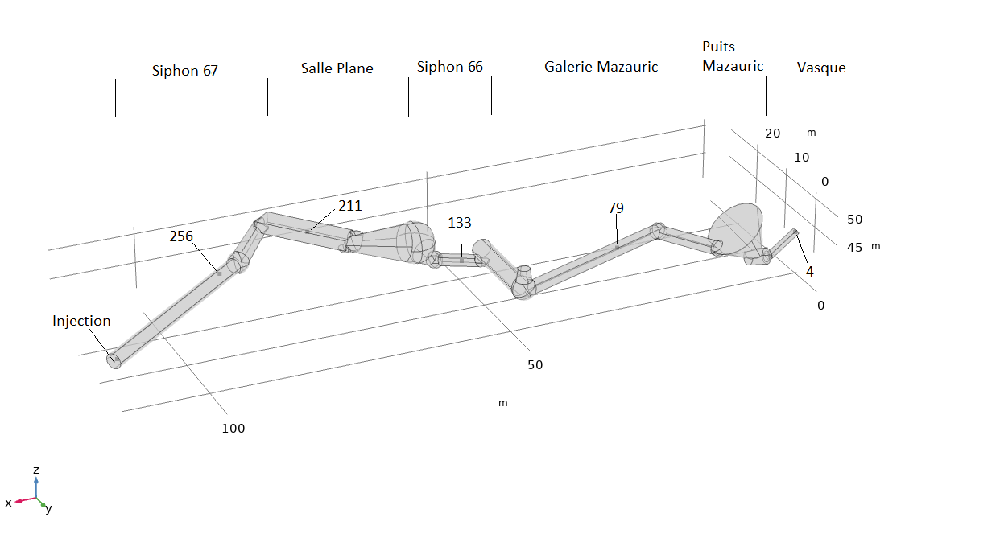 Puits
Siphon 67 Salle Plane Siphon 66 Galerie Mazauric Mazauric Vasque
-20 m
-10
0
211
50
79
133
256
45 m
4
0
Injection
50
m
100
z
x
y